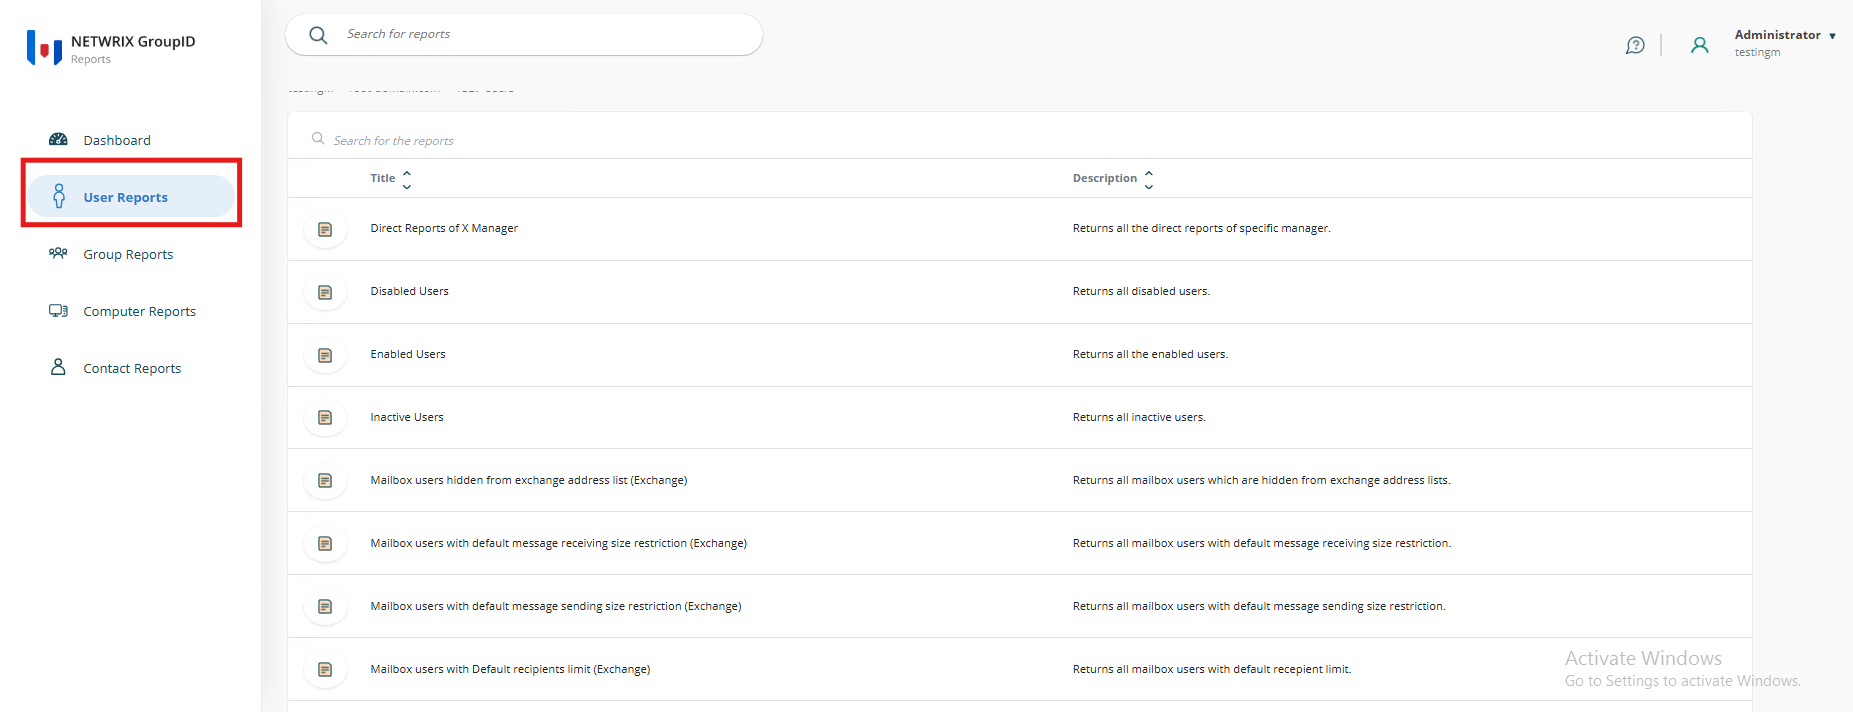 NETWRIX GroupID
Reports
Search for reports
Administrator
testingm
Dashboard
User Reports
Group Reports
Computer Reports
Contact Reports
Search for the reports
Title Description
Direct Reports of X Manager Returns all the direct reports of specific manager.
Disabled Users Returns all disabled users.
Enabled Users Returns all the enabled users.
Inactive Users Returns all inactive users.
Mailbox users hidden from exchange address list (Exchange) Returns all mailbox users which are hidden from exchange address lists.
Mailbox users with default message receiving size restriction (Exchange) Returns all mailbox users with default message receiving size restriction.
Mailbox users with default message sending size restriction (Exchange) Returns all mailbox users with default message sending size restriction.
Mailbox users with Default recipients limit (Exchange) Returns all mailbox users with default recepient limit.
Activate Windows
Go to Settings to activate Windows.